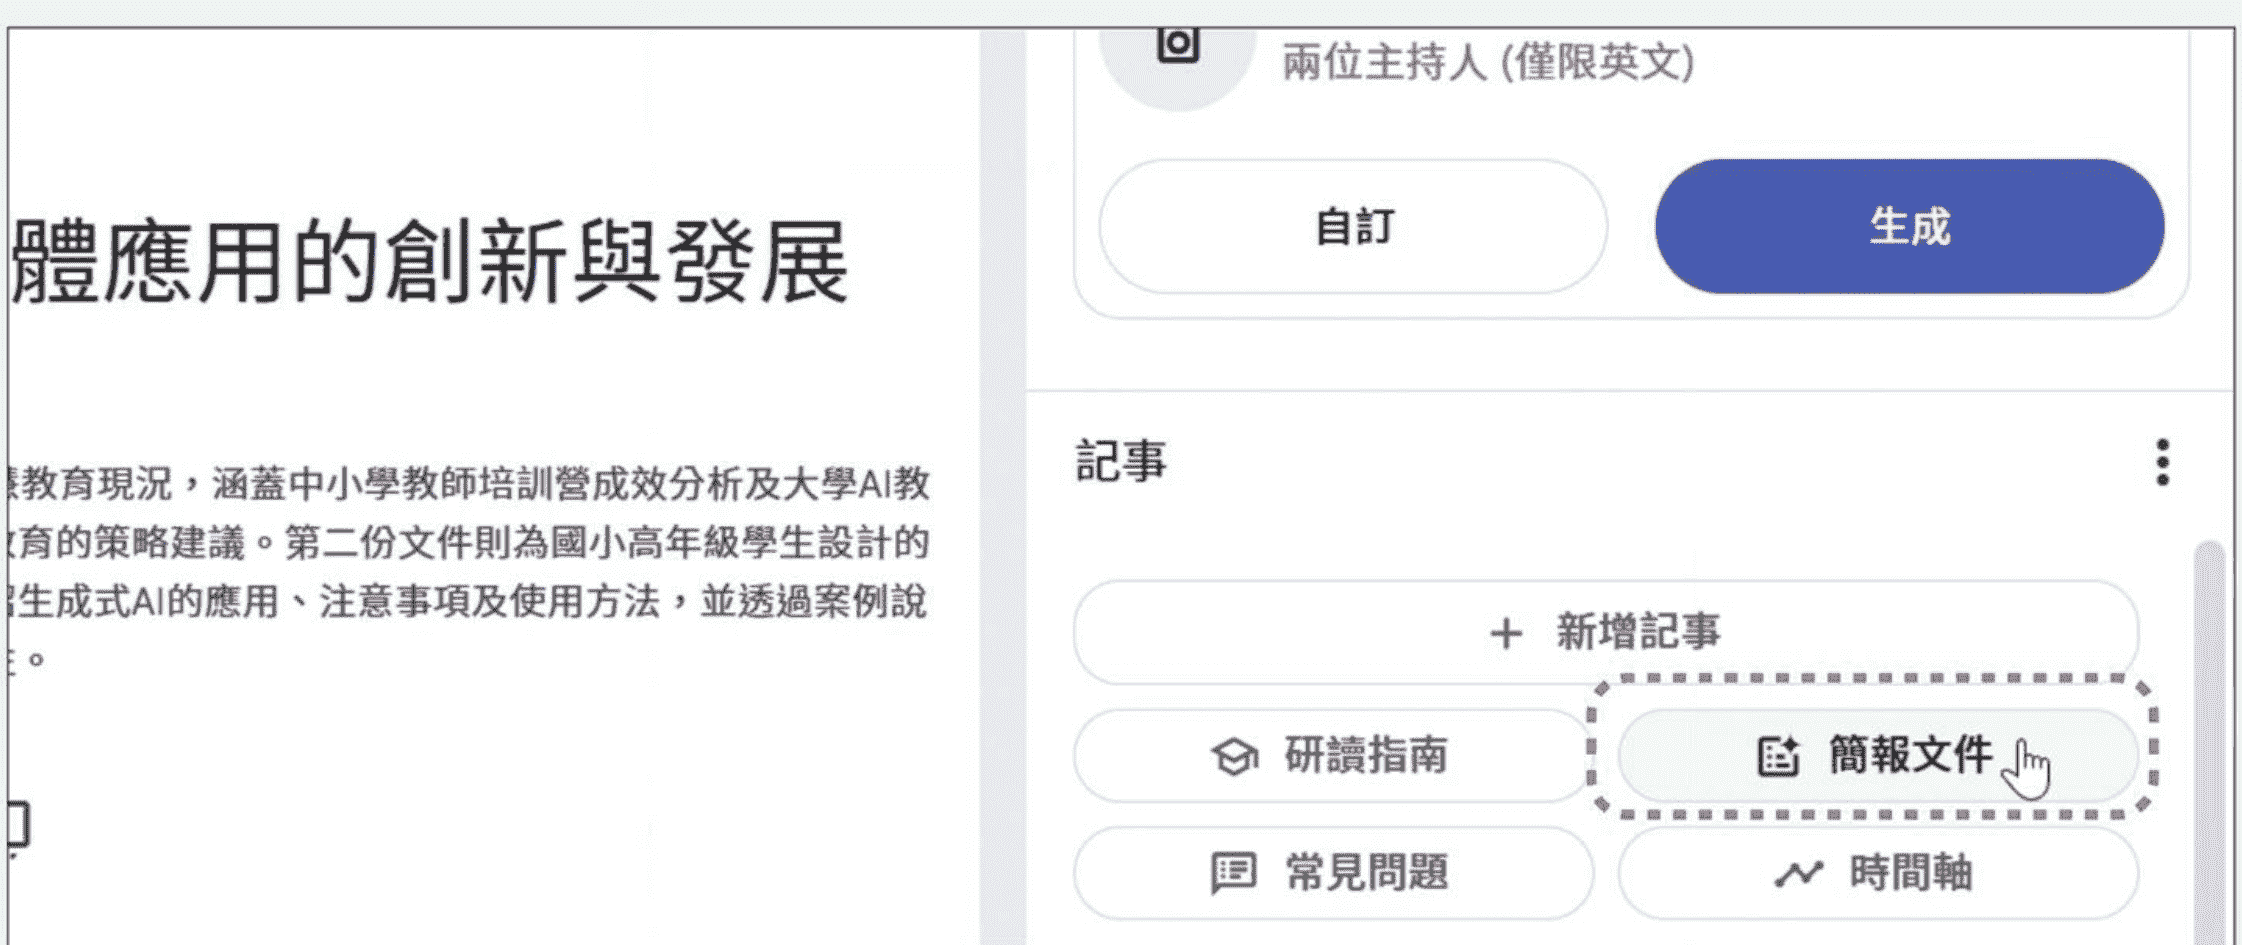 體應用的創新與發展
教育現況，涵蓋中小學教師培訓營成效分析及大學AI教
育的策略建議。第二份文件則為國小高年級學生設計的
生成式AI的應用、注意事項及使用方法，並透過案例說
。
兩位主持人 (僅限英文)
自訂
生成
記事
+ 新增記事
研讀指南
簡報文件
常見問題
時間軸